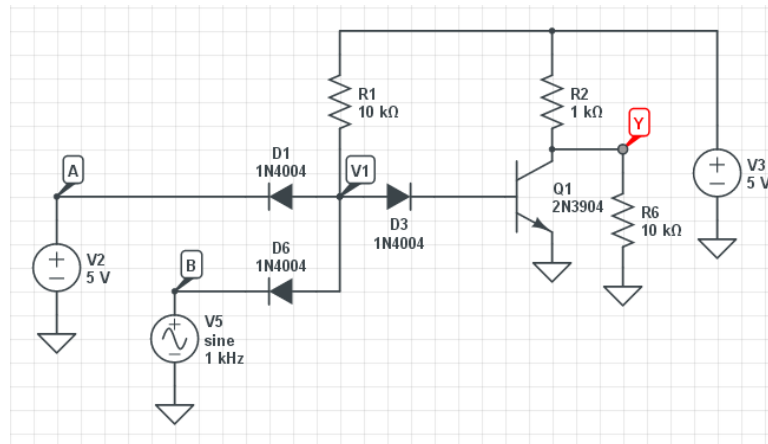 R1
10 kΩ
R2
1 kΩ
Y
D1
1N4004
A
V1
V3
5 V
Q1
2N3904
R6
10 kΩ
D3
1N4004
D6
1N4004
B
V2
5 V
V5
sine
1 kHz